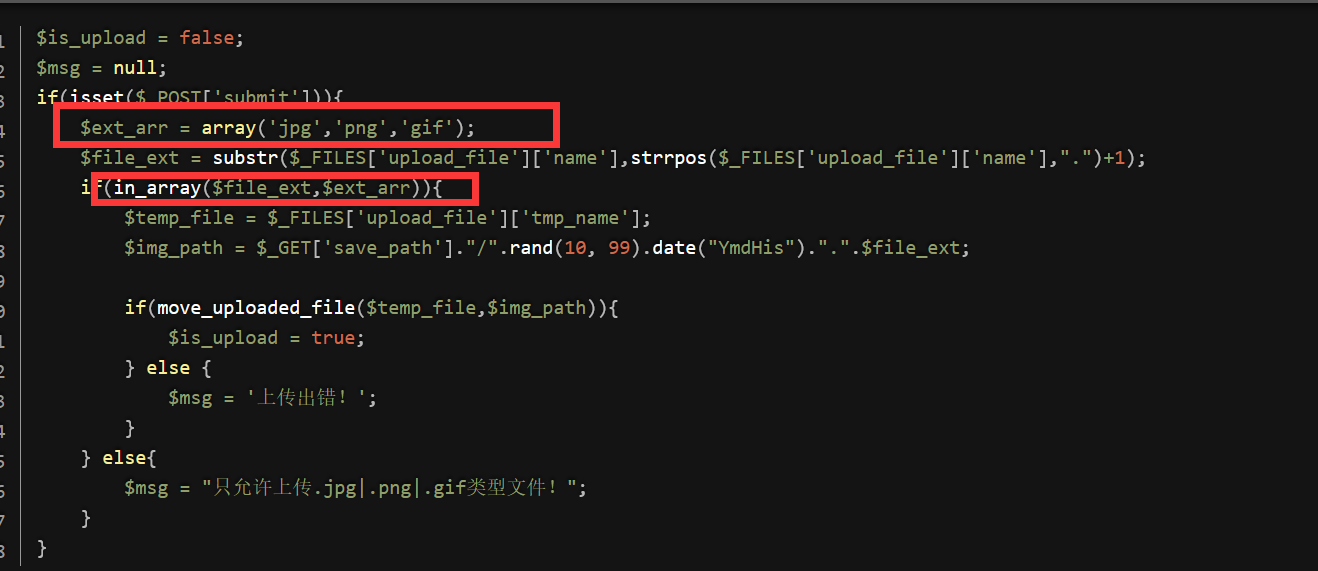 1 $is_upload = false;
2 $msg = null;
3 if(isset($_POST['submit'])){
4 $ext_arr = array('jpg','png','gif');
5 $file_ext = substr($_FILES['upload_file']['name'],strrpos($_FILES['upload_file']['name'],".")+1);
6 if(in_array($file_ext,$ext_arr)){
7 $temp_file = $_FILES['upload_file']['tmp_name'];
8 $img_path = $_GET['save_path']."/".rand(10, 99).date("YmdHis").".".$file_ext;
9
0 if(move_uploaded_file($temp_file,$img_path)){
1 $is_upload = true;
2 } else {
3 $msg = '上传出错！';
4 }
5 } else{
6 $msg = "只允许上传.jpg|.png|.gif类型文件！";
7 }
8 }